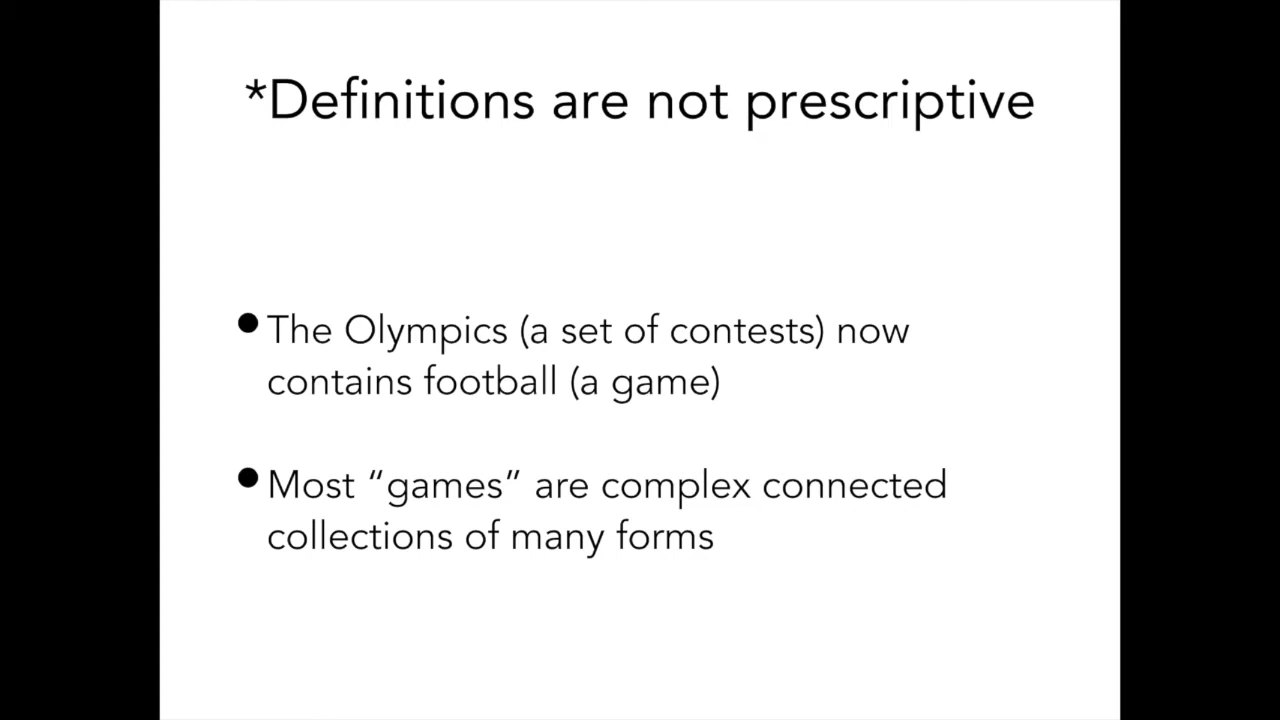 *Definitions are not prescriptive
• The Olympics (a set of contests) now
contains football (a game)
• Most “games” are complex connected
collections of many forms